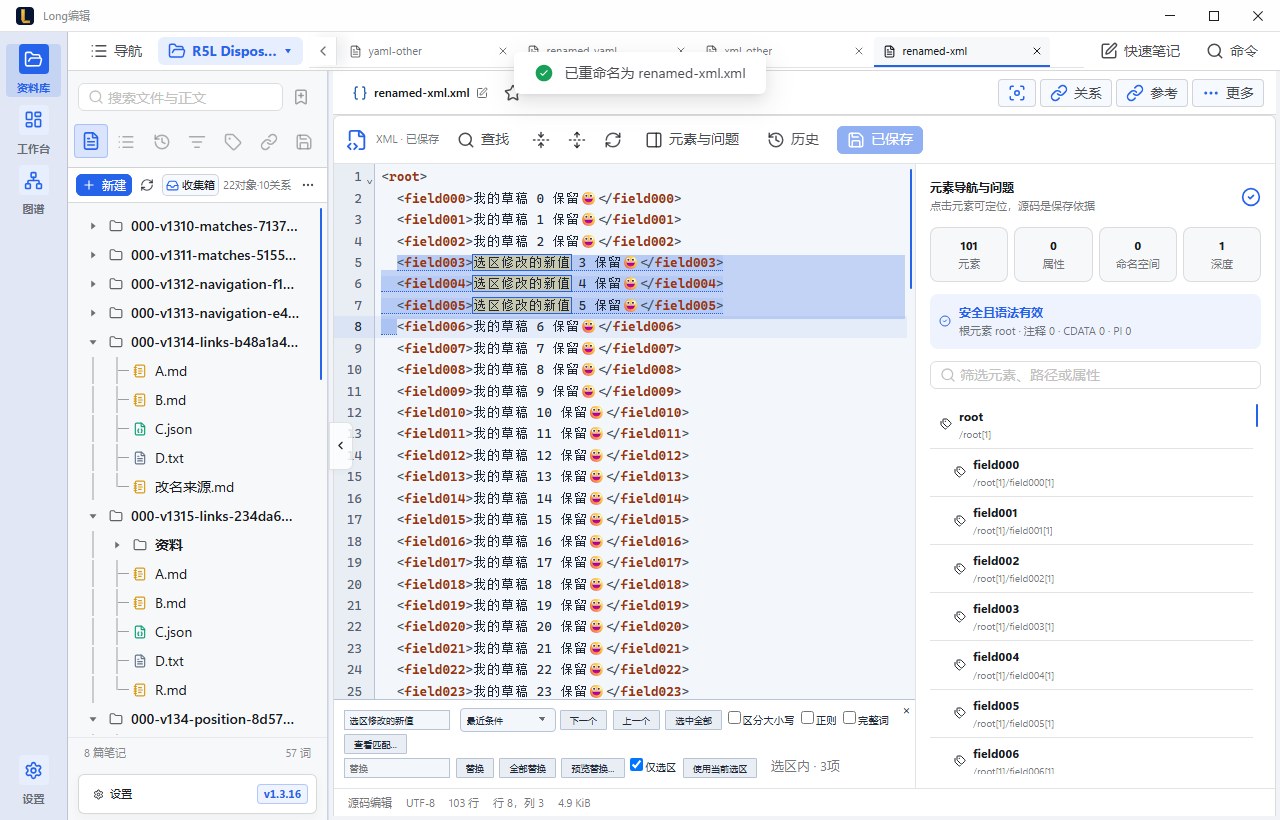 Long编辑
导航
R5L Dispos...
yaml-other
renamed-yaml
xml-other
renamed-xml
快速笔记
命令
已重命名为 renamed-xml.xml
资料库
工作台
图谱
设置
搜索文件与正文
新建
收集箱
22对象·10关系
000-v1310-matches-7137...
000-v1311-matches-5155...
000-v1312-navigation-f1...
000-v1313-navigation-e4...
000-v1314-links-b48a1a4...
A.md
B.md
C.json
D.txt
改名来源.md
000-v1315-links-234da6...
资料
A.md
B.md
C.json
D.txt
R.md
000-v134-position-8d57...
8 篇笔记
57 词
设置
v1.3.16
renamed-xml.xml
关系
参考
更多
XML · 已保存
查找
元素与问题
历史
已保存
1 <root>
2 <field000>我的草稿 0 保留😜</field000>
3 <field001>我的草稿 1 保留😜</field001>
4 <field002>我的草稿 2 保留😜</field002>
5 <field003>选区修改的新值 3 保留😜</field003>
6 <field004>选区修改的新值 4 保留😜</field004>
7 <field005>选区修改的新值 5 保留😜</field005>
8 <field006>我的草稿 6 保留😜</field006>
9 <field007>我的草稿 7 保留😜</field007>
10 <field008>我的草稿 8 保留😜</field008>
11 <field009>我的草稿 9 保留😜</field009>
12 <field010>我的草稿 10 保留😜</field010>
13 <field011>我的草稿 11 保留😜</field011>
14 <field012>我的草稿 12 保留😜</field012>
15 <field013>我的草稿 13 保留😜</field013>
16 <field014>我的草稿 14 保留😜</field014>
17 <field015>我的草稿 15 保留😜</field015>
18 <field016>我的草稿 16 保留😜</field016>
19 <field017>我的草稿 17 保留😜</field017>
20 <field018>我的草稿 18 保留😜</field018>
21 <field019>我的草稿 19 保留😜</field019>
22 <field020>我的草稿 20 保留😜</field020>
23 <field021>我的草稿 21 保留😜</field021>
24 <field022>我的草稿 22 保留😜</field022>
25 <field023>我的草稿 23 保留😜</field023>
选区修改的新值
最近条件
下一个
上一个
选中全部
区分大小写
正则
完整词
×
查看匹配...
替换
替换
全部替换
预览替换...
仅选区
使用当前选区
选区内 · 3项
源码编辑
UTF-8
103 行
行 8，列 3
4.9 KiB
元素导航与问题
点击元素可定位，源码是保存依据
101
元素
0
属性
0
命名空间
1
深度
安全且语法有效
根元素 root · 注释 0 · CDATA 0 · PI 0
筛选元素、路径或属性
root
/root[1]
field000
/root[1]/field000[1]
field001
/root[1]/field001[1]
field002
/root[1]/field002[1]
field003
/root[1]/field003[1]
field004
/root[1]/field004[1]
field005
/root[1]/field005[1]
field006
/root[1]/field006[1]